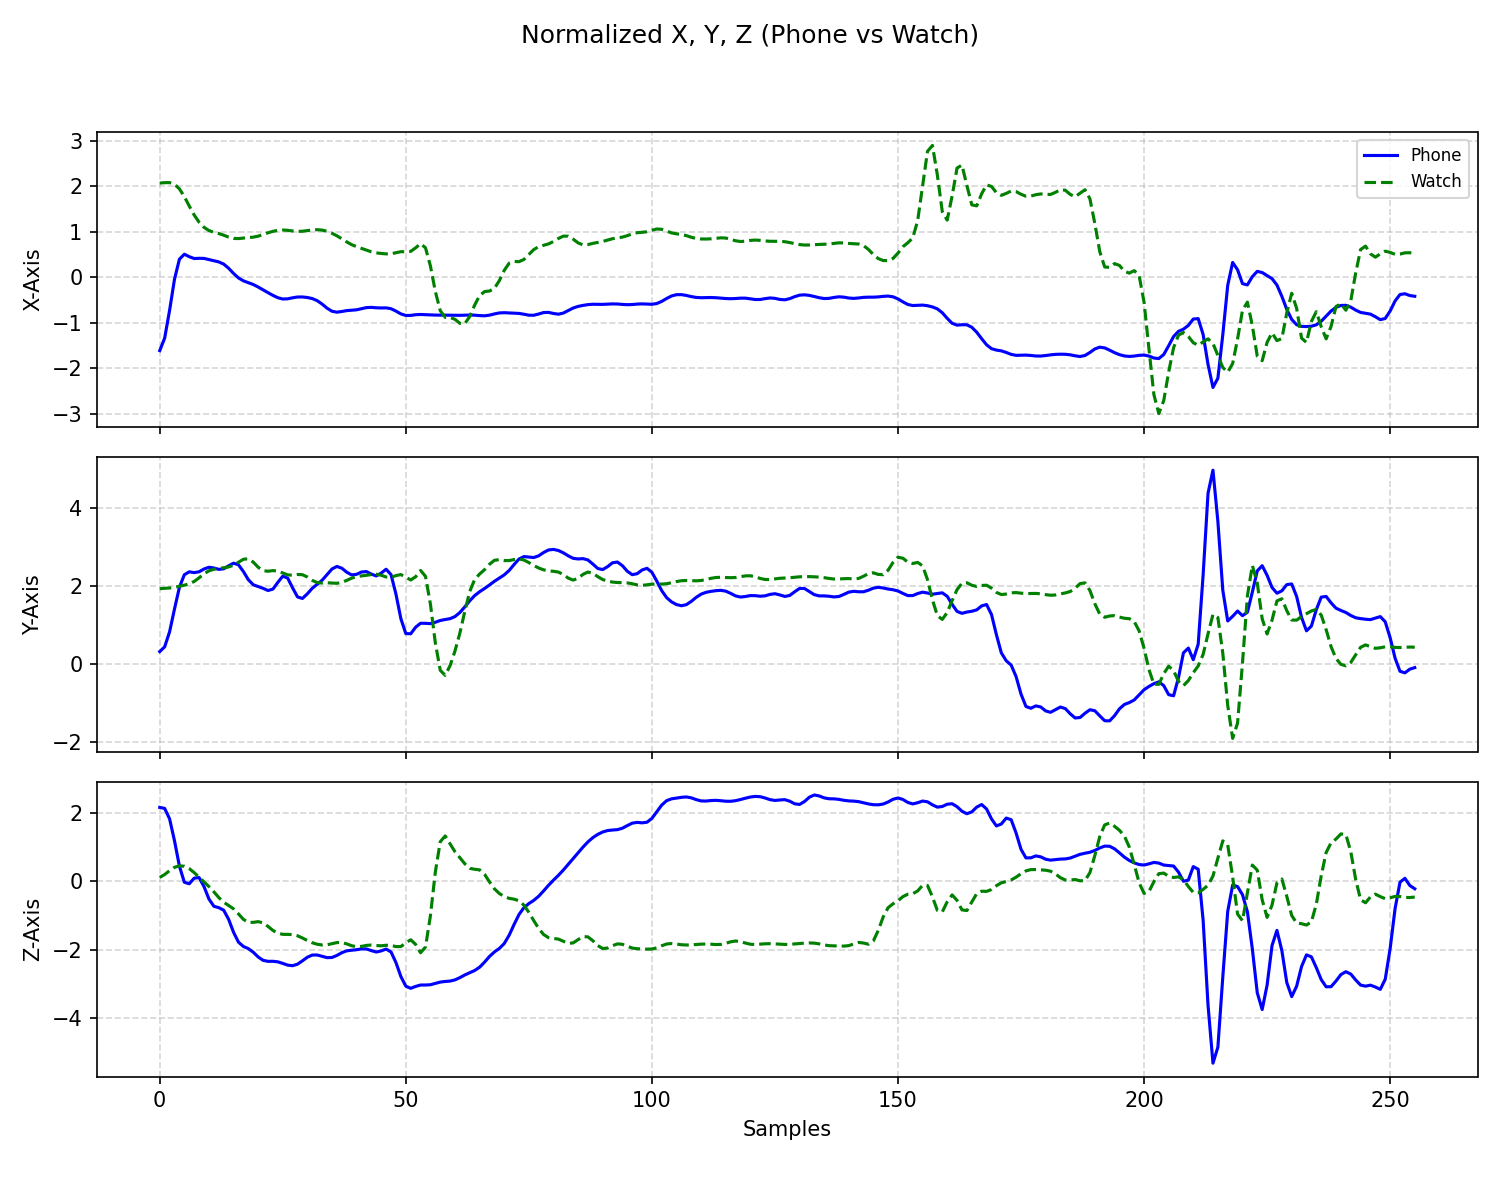 Normalized X, Y, Z (Phone vs Watch)
3
2
1
0
−1
−2
−3
X-Axis
Phone
Watch
4
2
0
−2
Y-Axis
2
0
−2
−4
Z-Axis
0 50 100 150 200 250
Samples